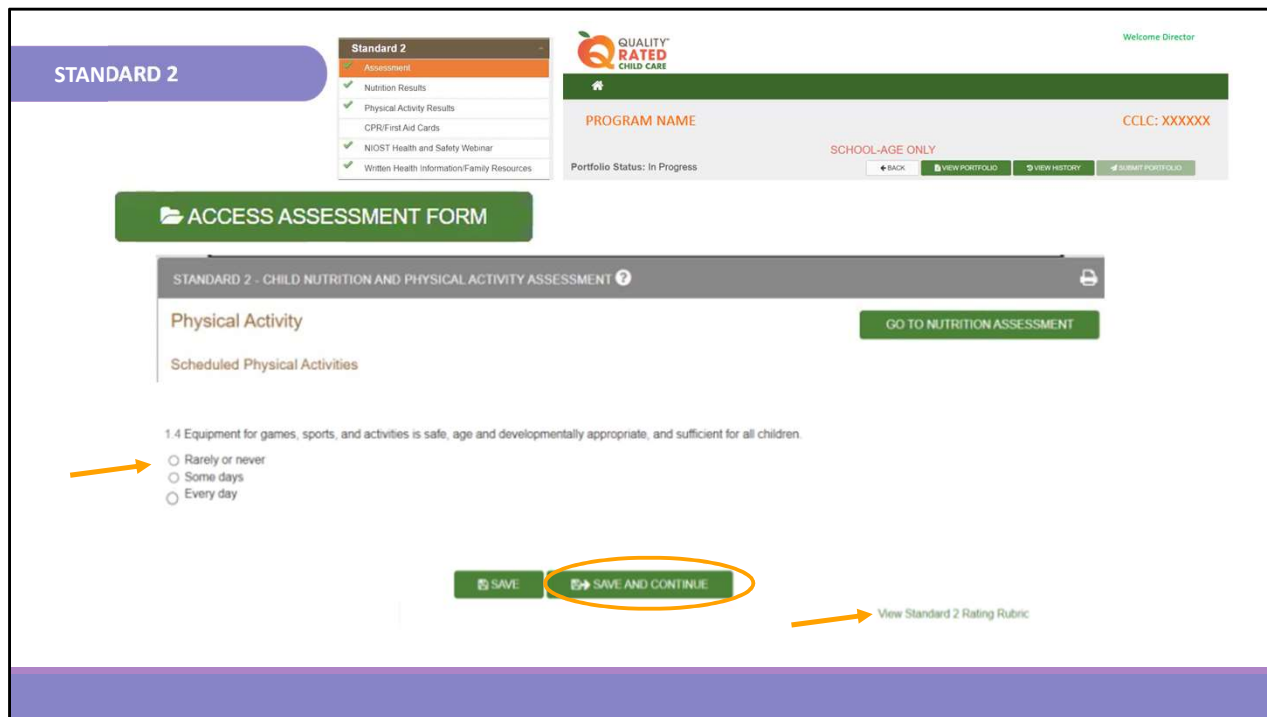 STANDARD 2
Standard 2 -
Assessment
Nutrition Results
Physical Activity Results
CPR/First Aid Cards
NIOST Health and Safety Webinar
Written Health Information/Family Resources
QUALITY™
RATED
CHILD CARE
Welcome Director
PROGRAM NAME
CCLC: XXXXXX
SCHOOL-AGE ONLY
Portfolio Status: In Progress
BACK
VIEW PORTFOLIO
VIEW HISTORY
SUBMIT PORTFOLIO
ACCESS ASSESSMENT FORM
STANDARD 2 - CHILD NUTRITION AND PHYSICAL ACTIVITY ASSESSMENT ?
Physical Activity
GO TO NUTRITION ASSESSMENT
Scheduled Physical Activities
1.4 Equipment for games, sports, and activities is safe, age and developmentally appropriate, and sufficient for all children.
Rarely or never
Some days
Every day
SAVE
SAVE AND CONTINUE
View Standard 2 Rating Rubric